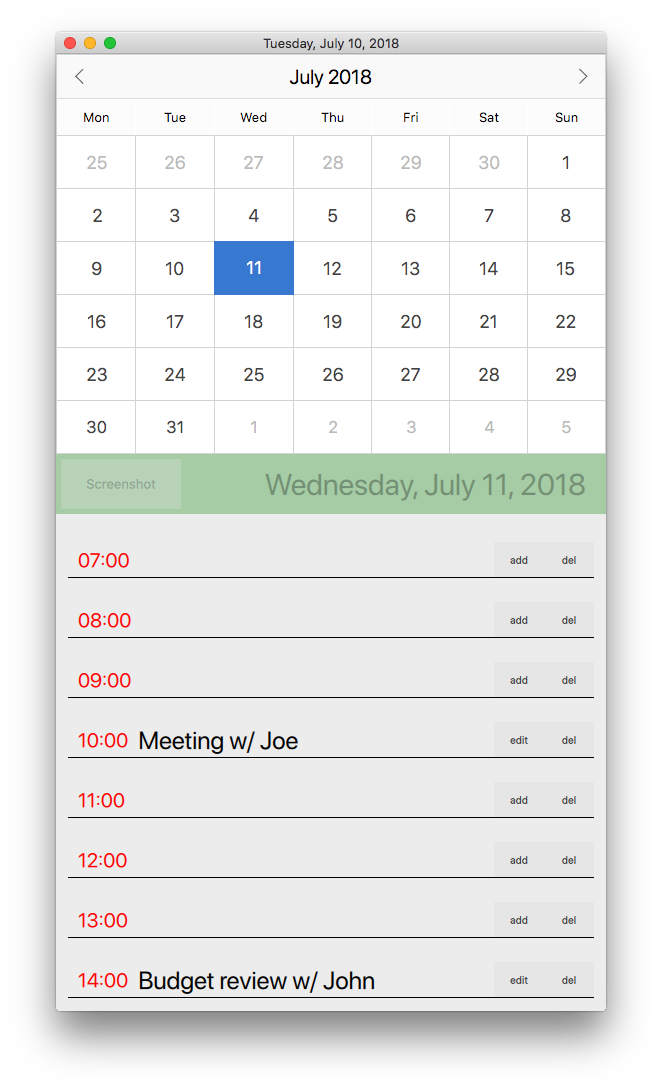 Tuesday, July 10, 2018
July 2018
Mon Tue Wed Thu Fri Sat Sun
25 26 27 28 29 30 1
2 3 4 5 6 7 8
9 10 11 12 13 14 15
16 17 18 19 20 21 22
23 24 25 26 27 28 29
30 31 1 2 3 4 5
Screenshot Wednesday, July 11, 2018
07:00 add del
08:00 add del
09:00 add del
10:00 Meeting w/ Joe edit del
11:00 add del
12:00 add del
13:00 add del
14:00 Budget review w/ John edit del